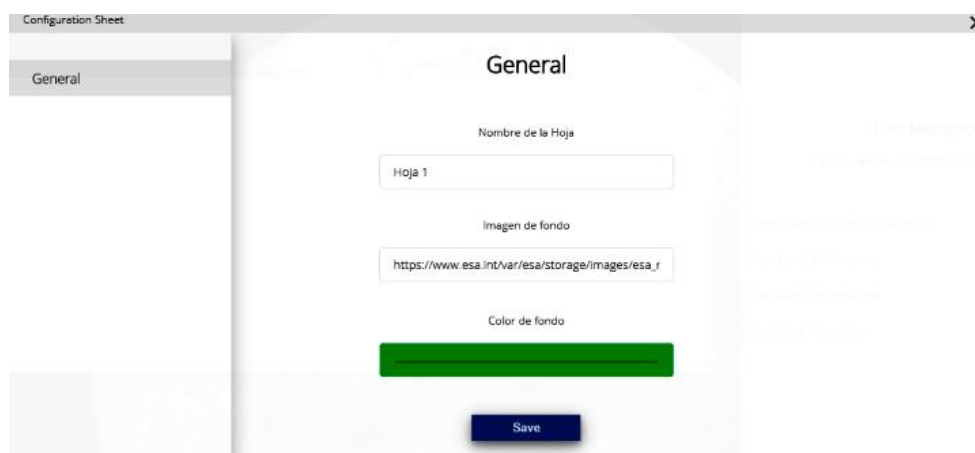 Configuration Sheet
General
General
Nombre de la Hoja
Hoja 1
Imagen de fondo
https://www.esa.int/var/esa/storage/images/esa_r
Color de fondo
Save